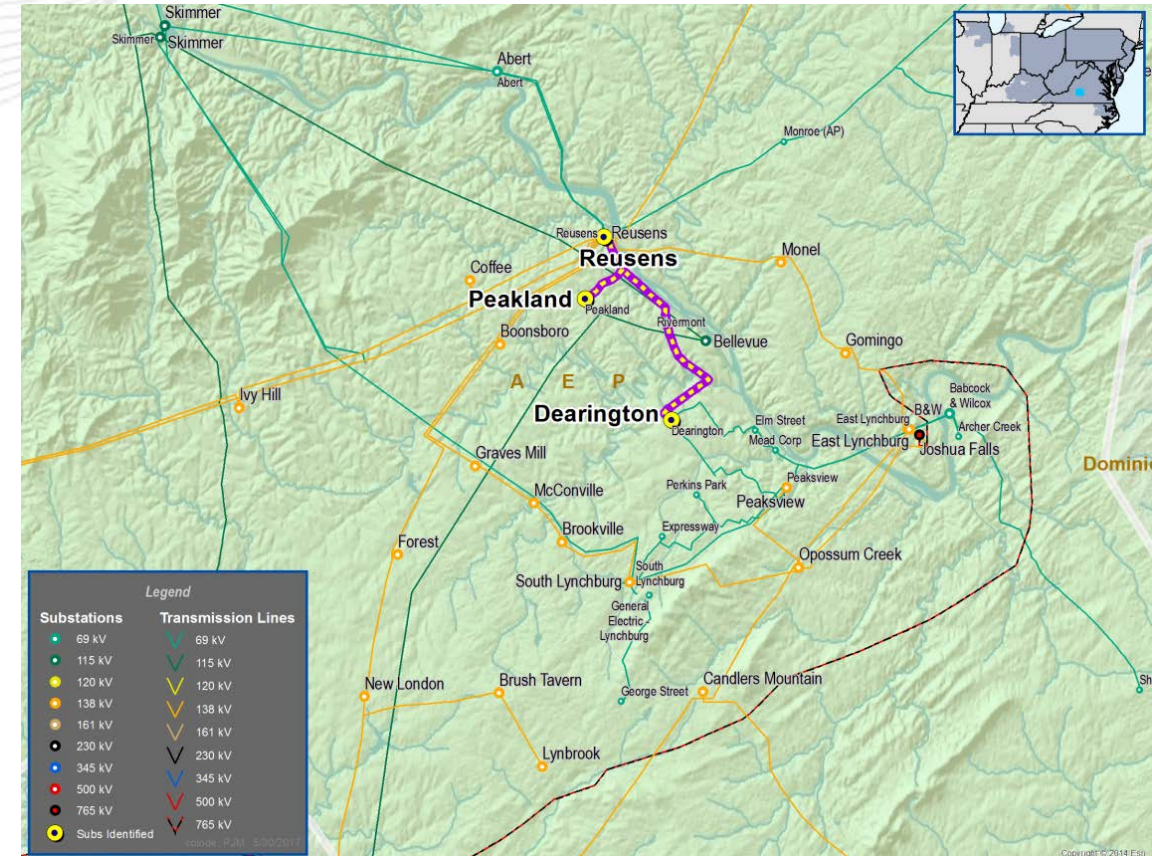 Skimmer
Skimmer
Skimmer
Abert
Abert
Monroe (AP)
Reusens
Reusens
Reusens
Monel
Coffee
Peakland
Peakland
Rivermont
Boonsboro
Bellevue
Gomingo
A E P
Ivy Hill
Dearington
Dearington
Elm Street
Mead Corp
East Lynchburg
East Lynchburg
B&W
Babcock
& Wilcox
Archer Creek
Joshua Falls
Graves Mill
McConville
Perkins Park
Peaksview
Peaksview
Brookville
Expressway
Forest
Opossum Creek
South Lynchburg
South
Lynchburg
General
Electric -
Lynchburg
New London
Brush Tavern
George Street
Candlers Mountain
Lynbrook
Dominic
Sh
Legend
Substations
69 kV
115 kV
120 kV
138 kV
161 kV
230 kV
345 kV
500 kV
765 kV
Subs Identified
Transmission Lines
69 kV
115 kV
120 kV
138 kV
161 kV
230 kV
345 kV
500 kV
765 kV
Copyright © 2014 Esri